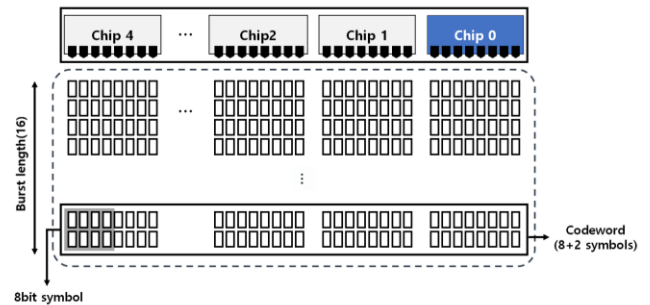 Chip 4 ... Chip2 Chip 1 Chip 0
...
Burst length(16)
⋮
Codeword
(8+2 symbols)
8bit symbol